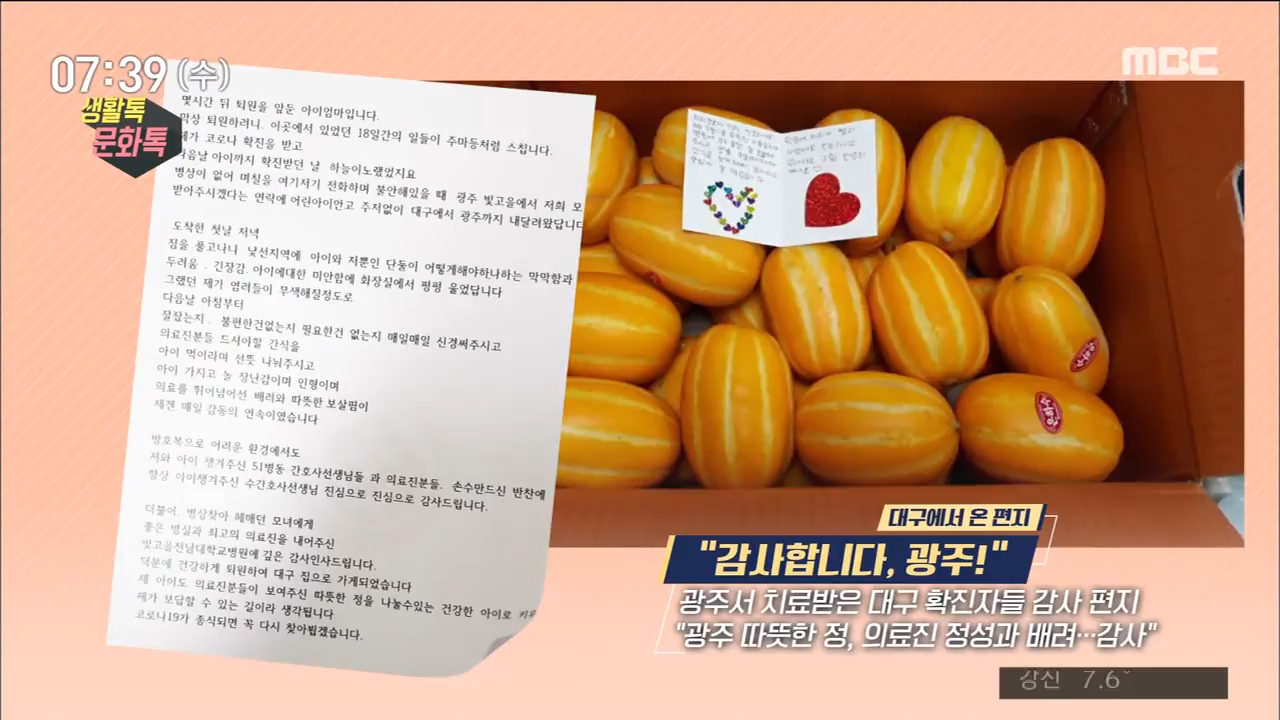 07:39 (수)
MBC
생활톡
문화톡
몇시간 뒤 퇴원을 앞둔 아이엄마입니다.
막상 퇴원하려니. 이곳에서 있었던 18일간의 일들이 주마등처럼 스칩니다.
제가 코로나 확진을 받고
다음날 아이까지 확진받던 날 하늘이노랬었지요
병상이 없어 며칠을 여기저기 전화하며 불안해있을 때 광주 빛고을에서 저희 모
받아주시겠다는 연락에 어린아이안고 주저없이 대구에서 광주까지 내달려왔답니다
도착한 첫날 저녁
짐을 풀고나니 낯선지역에 아이와 저뿐인 단둘이 어떻게해야하나하는 막막함과
두려움 . 긴장감. 아이에대한 미안함에 화장실에서 펑펑 울었답니다
그랬던 제가 염려들이 무색해질정도로
다음날 아침부터
잘잤는지 . 불편한건없는지 필요한건 없는지 매일매일 신경써주시고
의료진분들 드셔야할 간식을
아이 먹이라며 선뜻 나눠주시고
아이 가지고 놀 장난감이며 인형이며
의료를 뛰어넘어선 배려와 따뜻한 보살핌이
제겐 매일 감동의 연속이었습니다
방호복으로 어려운 환경에서도
저와 아이 챙겨주신 51병동 간호사선생님들 과 의료진분들. 손수만드신 반찬에
항상 아이챙겨주신 수간호사선생님 진심으로 진심으로 감사드립니다.
더불어. 병상찾아 헤매던 모녀에게
좋은 병실과 최고의 의료진을 내어주신
빛고을전남대학교병원에 깊은 감사인사드립니다.
덕분에 건강하게 퇴원하여 대구 집으로 가게되었습니다
제 아이도 의료진분들이 보여주신 따뜻한 정을 나눌수있는 건강한 아이로 키우
제가 보답할 수 있는 길이라 생각됩니다
코로나19가 종식되면 꼭 다시 찾아뵙겠습니다.
대구에서 온 편지
"감사합니다, 광주!"
광주서 치료받은 대구 확진자들 감사 편지
"광주 따뜻한 정, 의료진 정성과 배려…감사"
강진 7.6˚